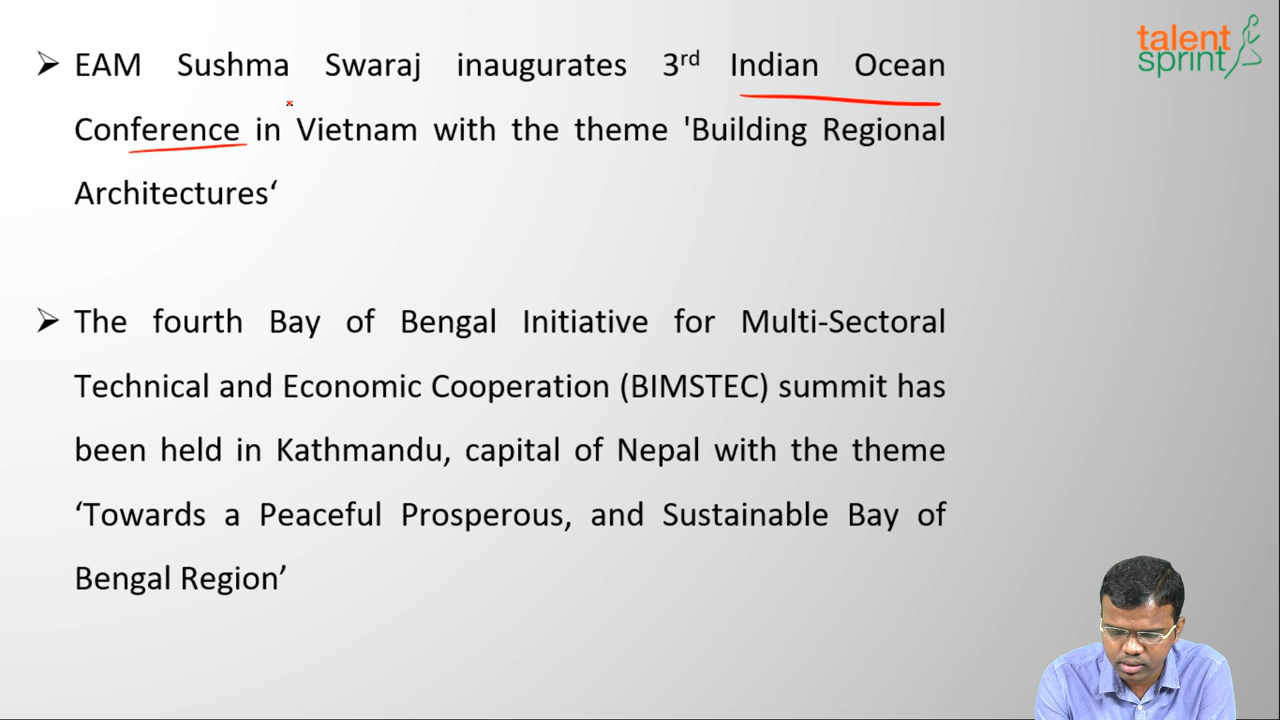 talent
sprint
➢ EAM Sushma Swaraj inaugurates 3rd Indian Ocean
Conference in Vietnam with the theme 'Building Regional
Architectures‘
➢ The fourth Bay of Bengal Initiative for Multi-Sectoral
Technical and Economic Cooperation (BIMSTEC) summit has
been held in Kathmandu, capital of Nepal with the theme
‘Towards a Peaceful Prosperous, and Sustainable Bay of
Bengal Region’